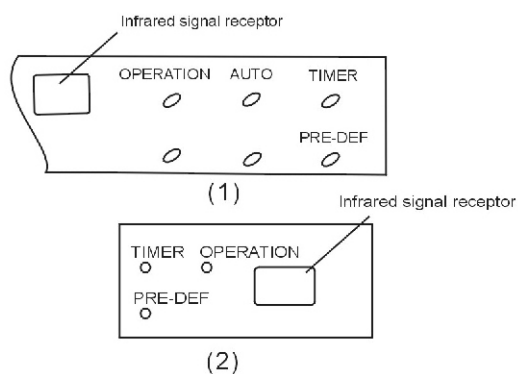 Infrared signal receptor
OPERATION AUTO TIMER
PRE-DEF
(1)
Infrared signal receptor
TIMER OPERATION
PRE-DEF
(2)